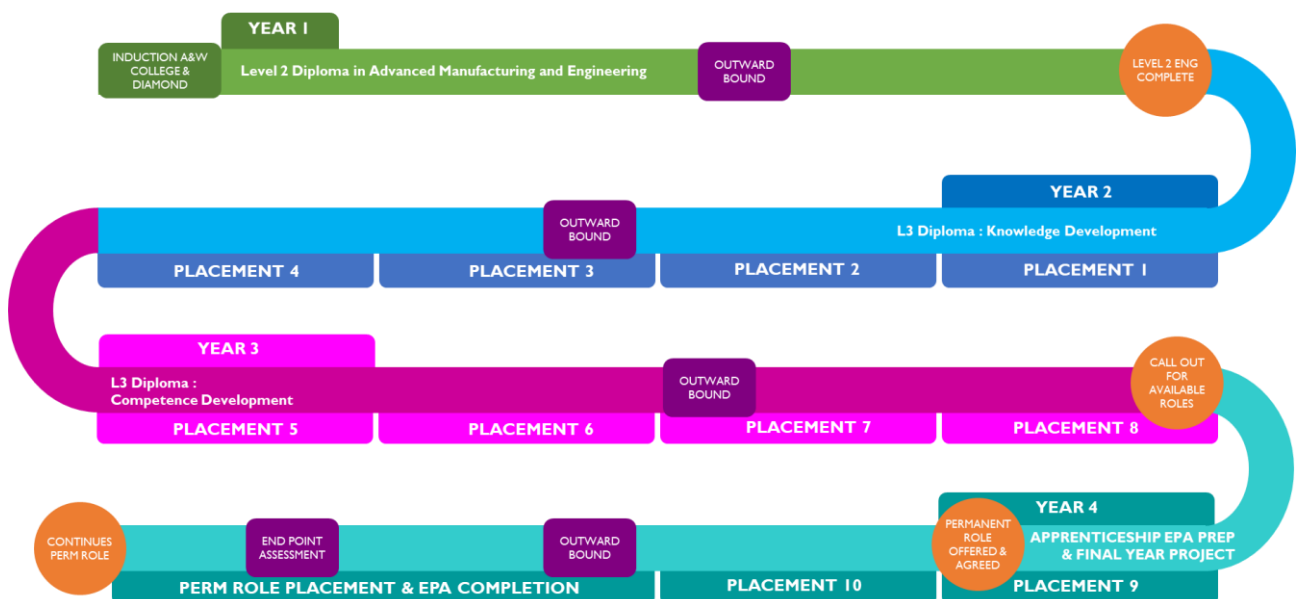 YEAR 1
INDUCTION A&W
COLLEGE &
DIAMOND
Level 2 Diploma in Advanced Manufacturing and Engineering
OUTWARD
BOUND
LEVEL 2 ENG
COMPLETE
YEAR 2
L3 Diploma : Knowledge Development
OUTWARD
BOUND
PLACEMENT 1
PLACEMENT 2
PLACEMENT 3
PLACEMENT 4
YEAR 3
L3 Diploma :
Competence Development
OUTWARD
BOUND
CALL OUT
FOR
AVAILABLE
ROLES
PLACEMENT 5
PLACEMENT 6
PLACEMENT 7
PLACEMENT 8
YEAR 4
APPRENTICESHIP EPA PREP
& FINAL YEAR PROJECT
PERMANENT
ROLE
OFFERED &
AGREED
OUTWARD
BOUND
END POINT
ASSESSMENT
CONTINUES
PERM ROLE
PLACEMENT 9
PLACEMENT 10
PERM ROLE PLACEMENT & EPA COMPLETION